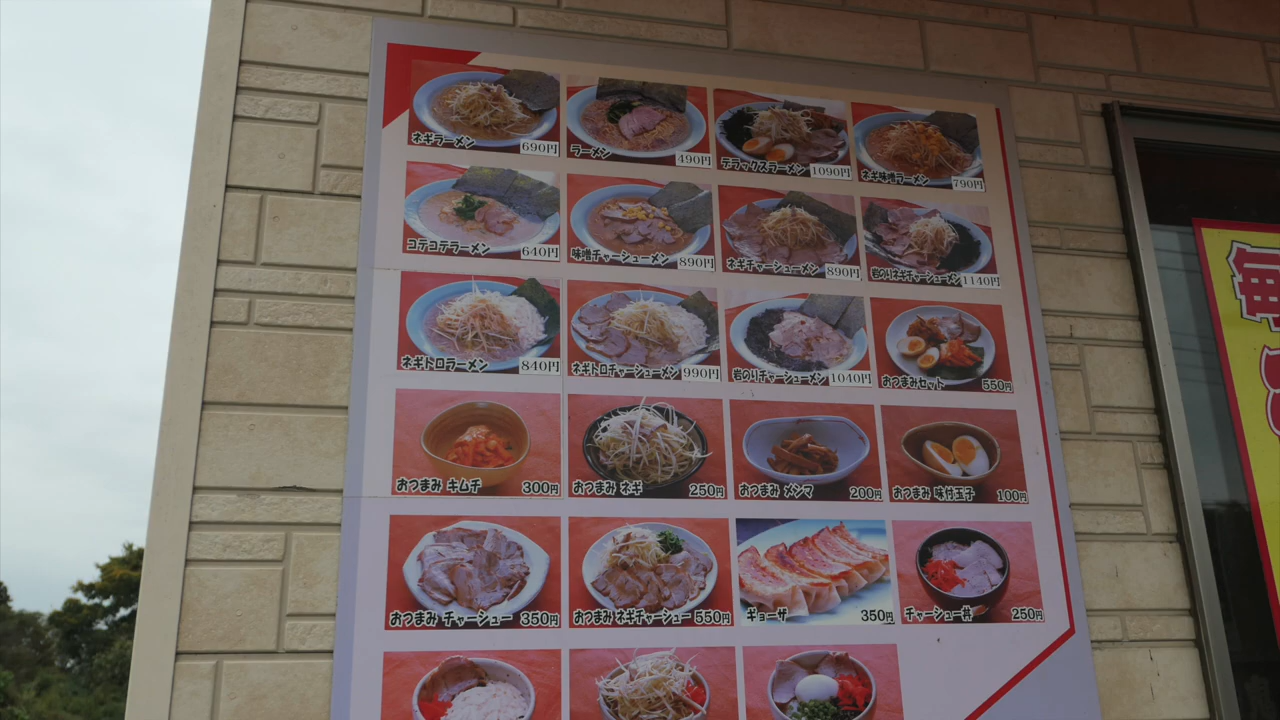 ネギラーメン 690円
ラーメン 490円
デラックスラーメン 1090円
ネギ味噌ラーメン 790円
コテコテラーメン 640円
味噌チャーシューメン 890円
ネギチャーシューメン 890円
岩のりネギチャーシューメン 1140円
ネギトロラーメン 840円
ネギトロチャーシューメン 990円
岩のりチャーシューメン 1040円
おつまみセット 550円
おつまみ キムチ 300円
おつまみ ネギ 250円
おつまみ メンマ 200円
おつまみ 味付玉子 100円
おつまみ チャーシュー 350円
おつまみ ネギチャーシュー 550円
ギョーザ 350円
チャーシュー丼 250円
毎